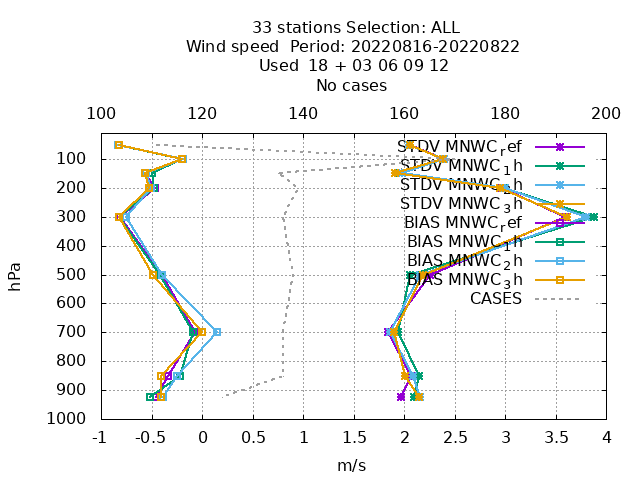 33 stations Selection: ALL
Wind speed  Period: 20220816-20220822
Used 18 + 03 06 09 12
No cases
100 120 140 160 180 200
STDV MNWC_ref
STDV MNWC_1h
STDV MNWC_2h
STDV MNWC_3h
BIAS MNWC_ref
BIAS MNWC_1h
BIAS MNWC_2h
BIAS MNWC_3h
CASES
hPa
100
200
300
400
500
600
700
800
900
1000
-1 -0.5 0 0.5 1 1.5 2 2.5 3 3.5 4
m/s